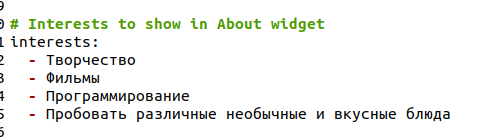 9
0 # Interests to show in About widget
1 interests:
2   - Творчество
3   - Фильмы
4   - Программирование
5   - Пробовать различные необычные и вкусные блюда
6